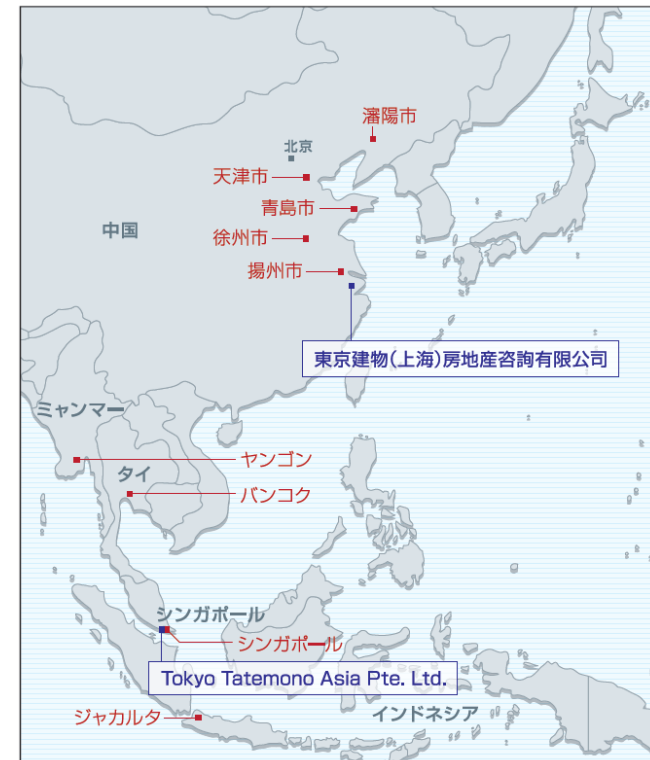 瀋陽市
北京
天津市
青島市
中国
徐州市
揚州市
東京建物(上海)房地産咨詢有限公司
ミャンマー
ヤンゴン
タイ
バンコク
シンガポール
シンガポール
Tokyo Tatemono Asia Pte. Ltd.
ジャカルタ
インドネシア